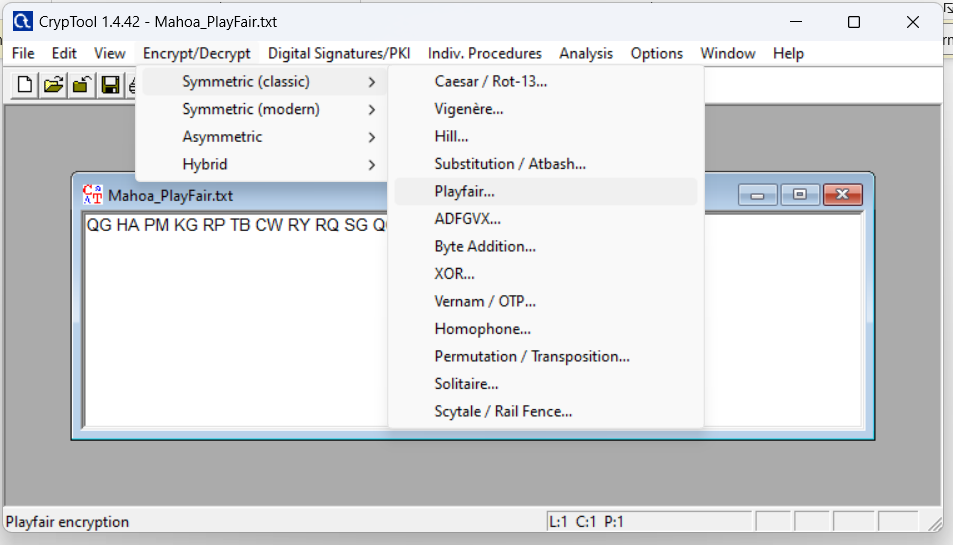 CrypTool 1.4.42 - Mahoa_PlayFair.txt
File Edit View Encrypt/Decrypt Digital Signatures/PKI Indiv. Procedures Analysis Options Window Help
Symmetric (classic)
Symmetric (modern)
Asymmetric
Hybrid
Caesar / Rot-13...
Vigenère...
Hill...
Substitution / Atbash...
Playfair...
ADFGVX...
Byte Addition...
XOR...
Vernam / OTP...
Homophone...
Permutation / Transposition...
Solitaire...
Scytale / Rail Fence...
Mahoa_PlayFair.txt
QG HA PM KG RP TB CW RY RQ SG
Playfair encryption
L:1 C:1 P:1